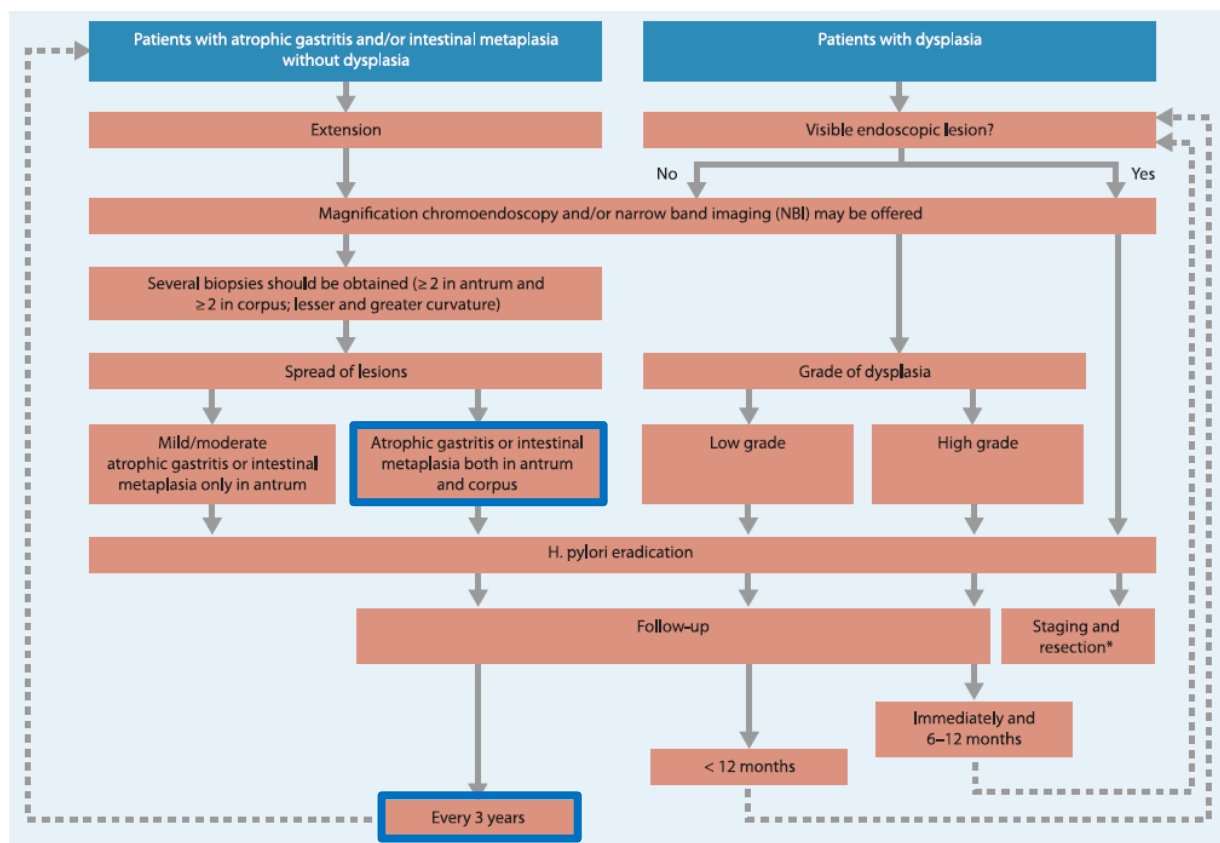 Patients with atrophic gastritis and/or intestinal metaplasia
without dysplasia
Patients with dysplasia
Extension
Visible endoscopic lesion?
No
Yes
Magnification chromoendoscopy and/or narrow band imaging (NBI) may be offered
Several biopsies should be obtained (≥ 2 in antrum and
≥ 2 in corpus; lesser and greater curvature)
Spread of lesions
Grade of dysplasia
Mild/moderate
atrophic gastritis or intestinal
metaplasia only in antrum
Atrophic gastritis or intestinal
metaplasia both in antrum
and corpus
Low grade
High grade
H. pylori eradication
Follow-up
Staging and
resection*
Immediately and
6–12 months
< 12 months
Every 3 years